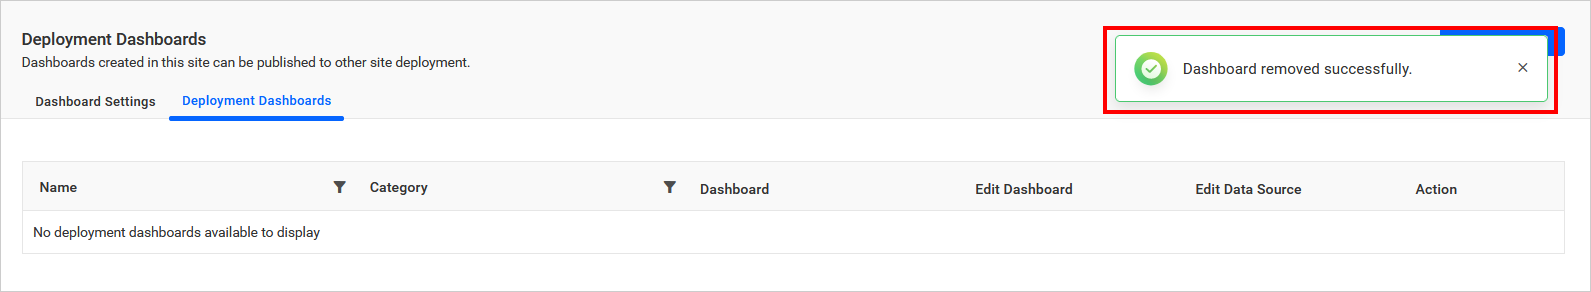 Deployment Dashboards
Dashboards created in this site can be published to other site deployment.
Dashboard removed successfully.
Dashboard Settings
Deployment Dashboards
Name
Category
Dashboard
Edit Dashboard
Edit Data Source
Action
No deployment dashboards available to display